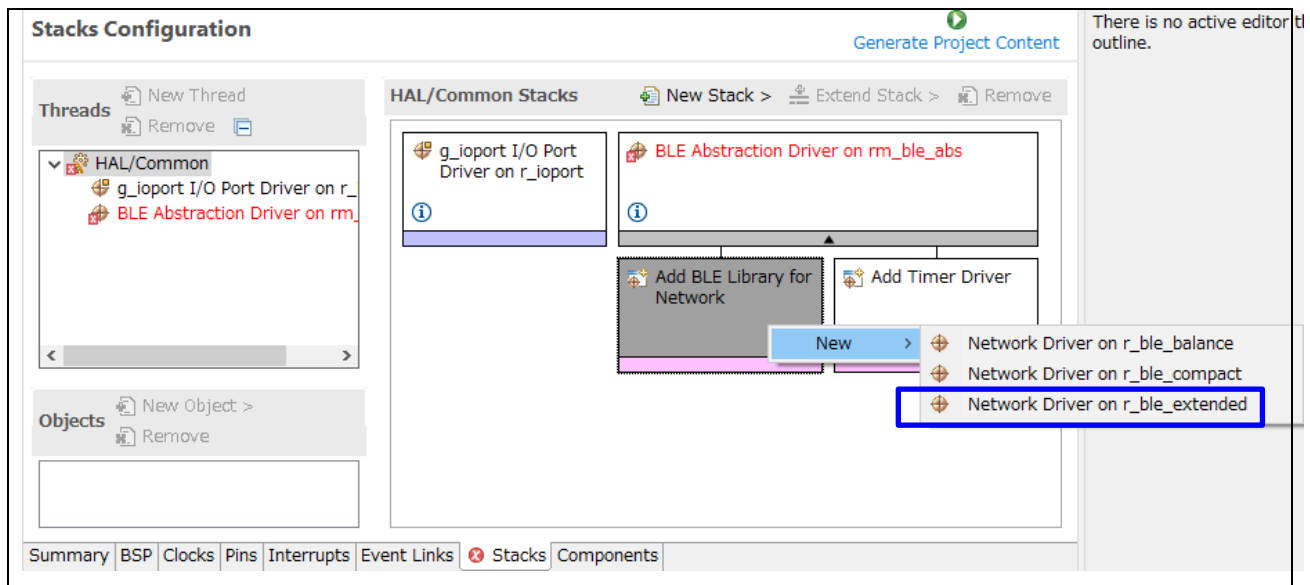 Stacks Configuration
Generate Project Content
There is no active editor
outline.
Threads
New Thread
Remove
HAL/Common
g_ioport I/O Port Driver on r_
BLE Abstraction Driver on rm_
Objects
New Object >
Remove
HAL/Common Stacks
New Stack >
Extend Stack >
Remove
g_ioport I/O Port
Driver on r_ioport
BLE Abstraction Driver on rm_ble_abs
Add BLE Library for
Network
Add Timer Driver
New >
Network Driver on r_ble_balance
Network Driver on r_ble_compact
Network Driver on r_ble_extended
Summary BSP Clocks Pins Interrupts Event Links Stacks Components